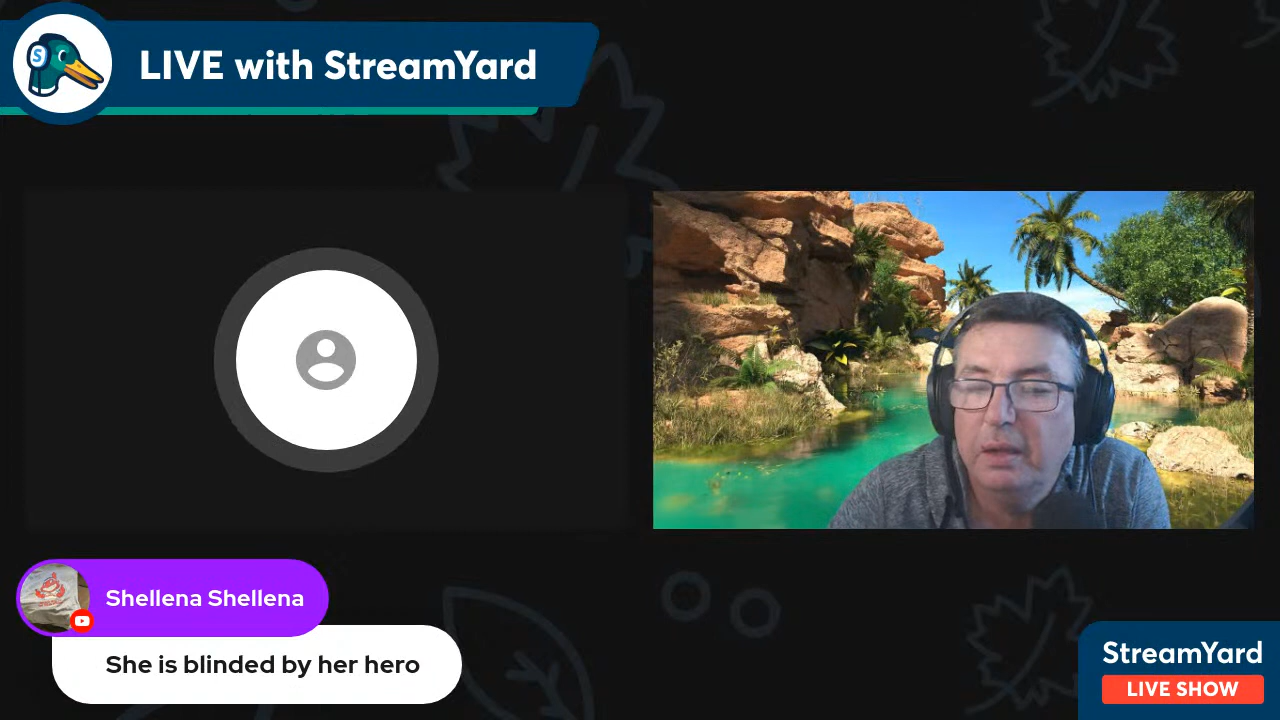 S
LIVE with StreamYard
Shellena Shellena
She is blinded by her hero
StreamYard
LIVE SHOW